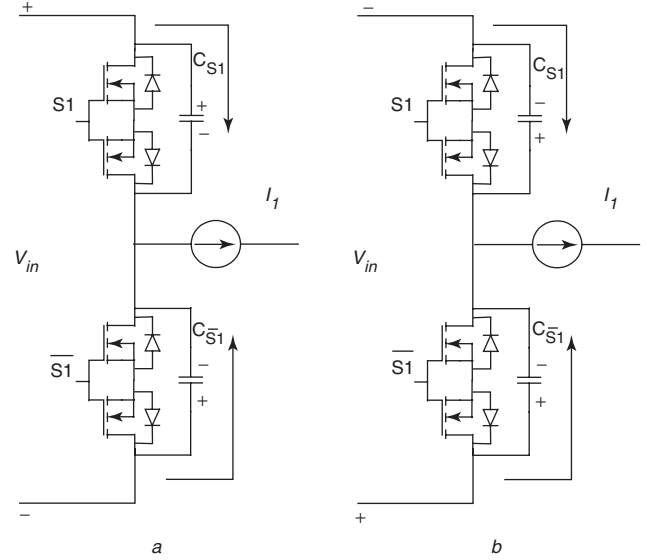 +
C_S1
+
−
S1
I_1
V_in
C_S̅1̅
−
+
S̅1̅
−
a
−
C_S1
−
+
S1
I_1
V_in
C_S̅1̅
−
+
S̅1̅
+
b